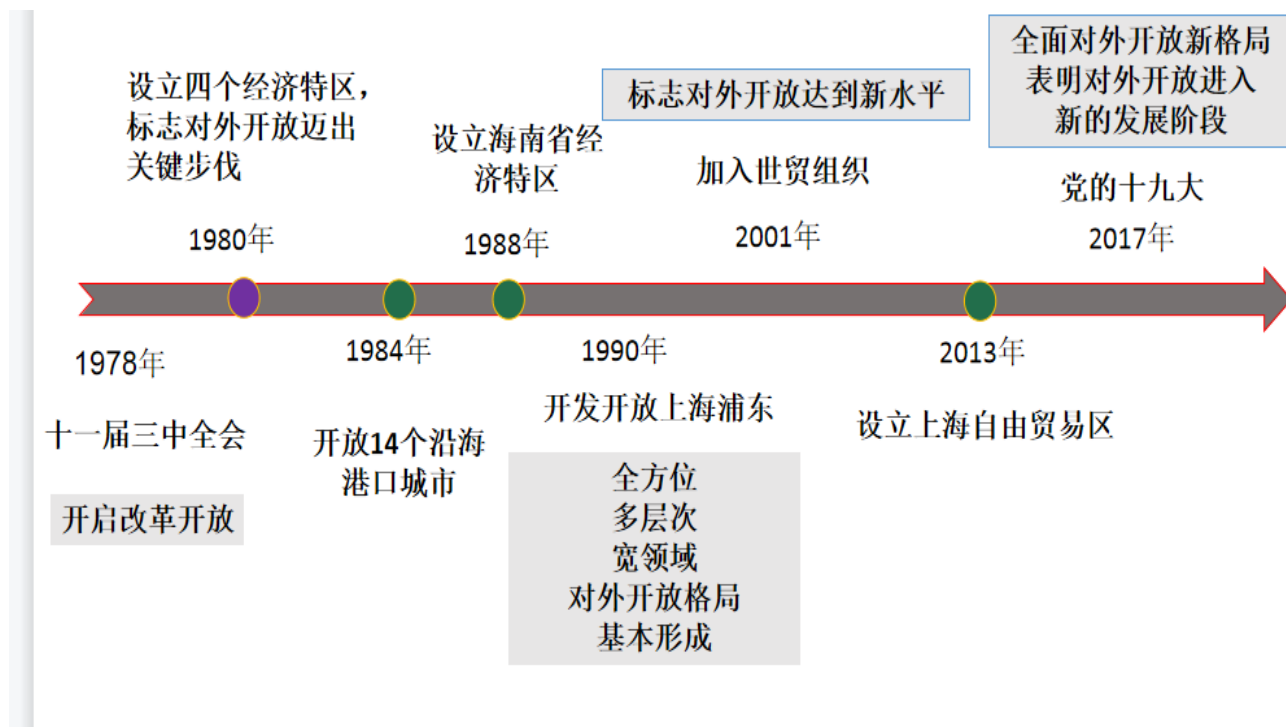 设立四个经济特区，
标志对外开放迈出
关键步伐
1980年
设立海南省经
济特区
1988年
标志对外开放达到新水平
加入世贸组织
2001年
全面对外开放新格局
表明对外开放进入
新的发展阶段
党的十九大
2017年
1978年
十一届三中全会
开启改革开放
1984年
开放14个沿海
港口城市
1990年
开发开放上海浦东
全方位
多层次
宽领域
对外开放格局
基本形成
2013年
设立上海自由贸易区